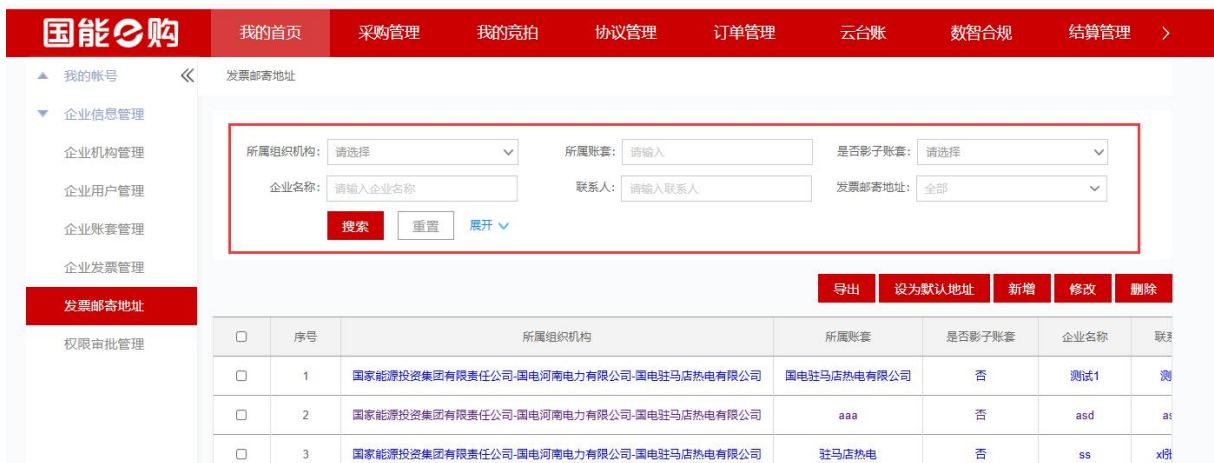 国能e购 我的首页 采购管理 我的竞拍 协议管理 订单管理 云台账 数智合规 结算管理
我的帐号 发票邮寄地址
企业信息管理
企业机构管理 所属组织机构: 请选择 所属账套: 请输入 是否影子账套: 请选择
企业用户管理 企业名称: 请输入企业名称 联系人: 请输入联系人 发票邮寄地址: 全部
企业账套管理 搜索 重置 展开
企业发票管理
发票邮寄地址 导出 设为默认地址 新增 修改 删除
权限审批管理 序号 所属组织机构 所属账套 是否影子账套 企业名称 联
1 国家能源投资集团有限责任公司-国电河南电力有限公司-国电驻马店热电有限公司 国电驻马店热电有限公司 否 测试1 测
2 国家能源投资集团有限责任公司-国电河南电力有限公司-国电驻马店热电有限公司 aaa 否 asd as
3 国家能源投资集团有限责任公司-国电河南电力有限公司-国电驻马店热电有限公司 驻马店热电 否 ss